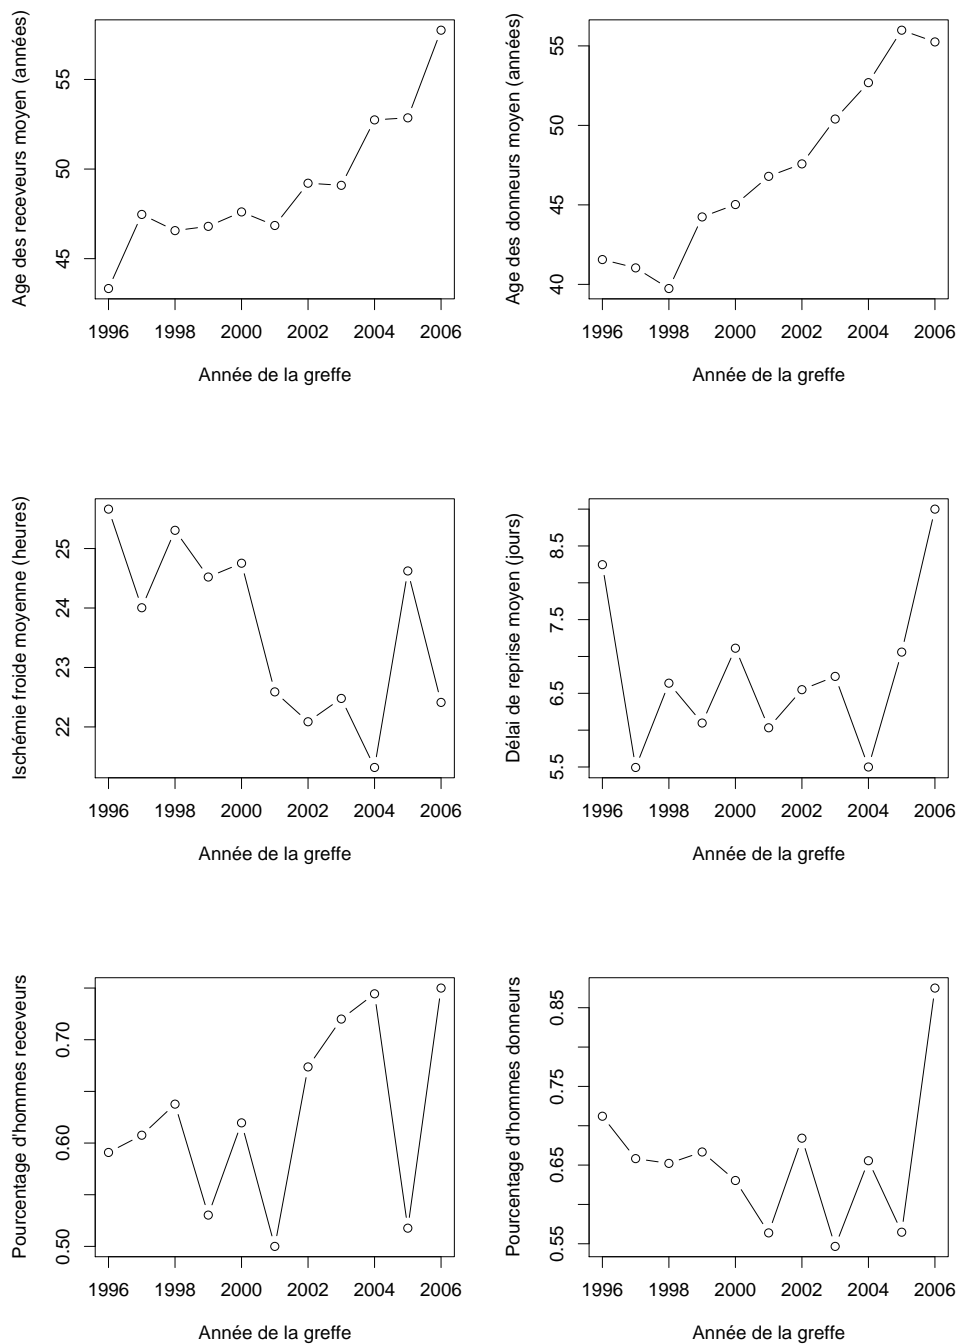 Age des receveurs moyen (années)
45 50 55
1996 1998 2000 2002 2004 2006
Année de la greffe
Age des donneurs moyen (années)
40 45 50 55
1996 1998 2000 2002 2004 2006
Année de la greffe
Ischémie froide moyenne (heures)
22 23 24 25
1996 1998 2000 2002 2004 2006
Année de la greffe
Délai de reprise moyen (jours)
5.5 6.5 7.5 8.5
1996 1998 2000 2002 2004 2006
Année de la greffe
Pourcentage d'hommes receveurs
0.50 0.60 0.70
1996 1998 2000 2002 2004 2006
Année de la greffe
Pourcentage d'hommes donneurs
0.55 0.65 0.75 0.85
1996 1998 2000 2002 2004 2006
Année de la greffe